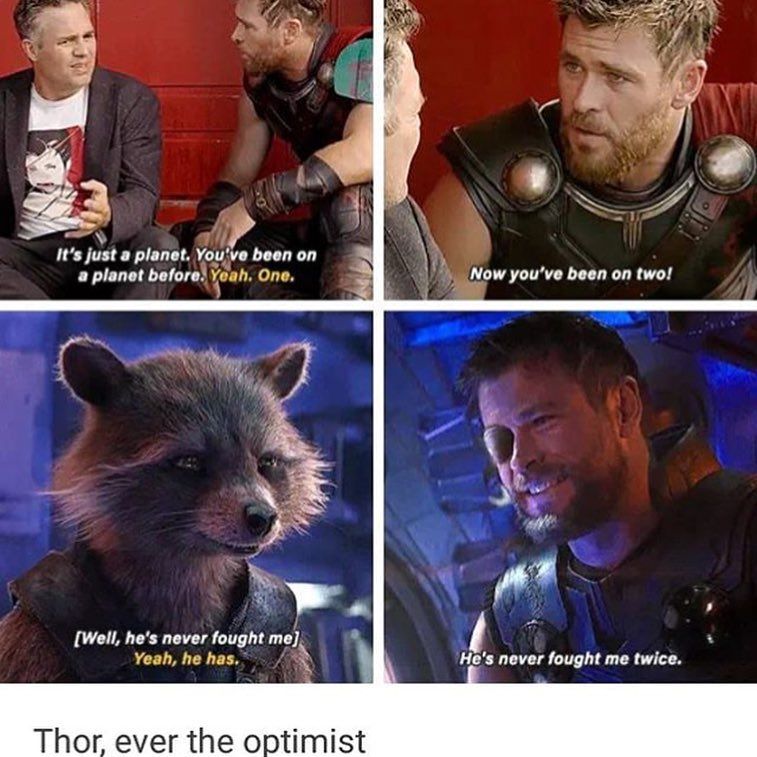 It's just a planet. You've been on
a planet before. Yeah. One.
Now you've been on two!
[Well, he's never fought me]
Yeah, he has.
He's never fought me twice.
Thor, ever the optimist